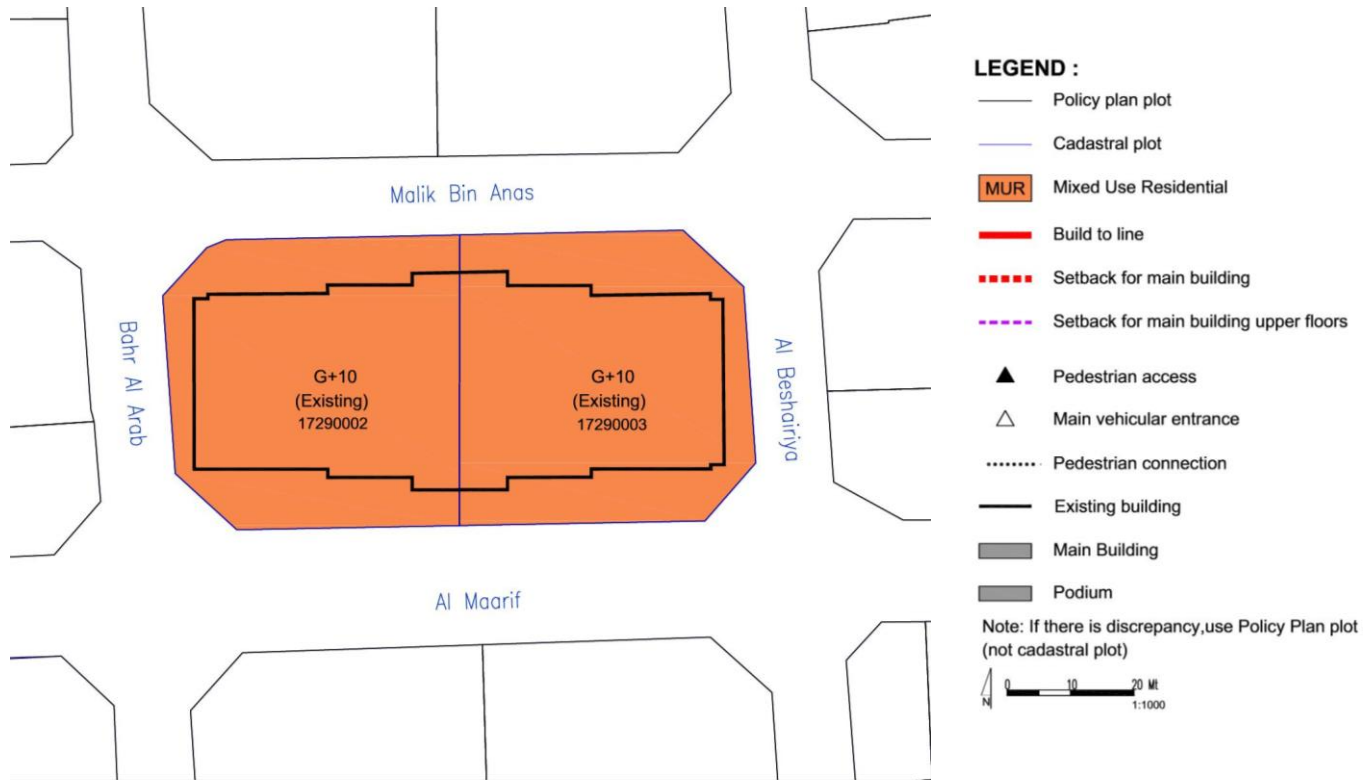 Malik Bin Anas
Bahr Al Arab
G+10
(Existing)
17290002
G+10
(Existing)
17290003
Al Beshairiya
Al Maarif
LEGEND :
Policy plan plot
Cadastral plot
MUR Mixed Use Residential
Build to line
Setback for main building
Setback for main building upper floors
Pedestrian access
Main vehicular entrance
Pedestrian connection
Existing building
Main Building
Podium
Note: If there is discrepancy,use Policy Plan plot
(not cadastral plot)
N
0 10 20 Mt
1:1000